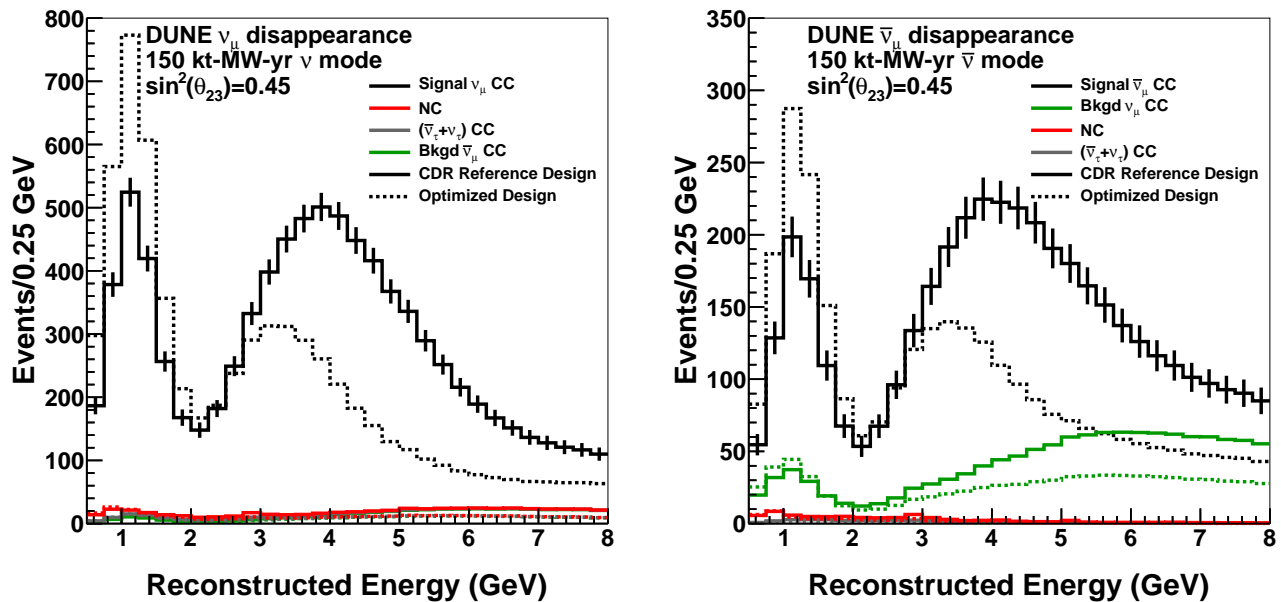 DUNE ν_μ disappearance
150 kt-MW-yr ν mode
sin²(θ₂₃)=0.45
Signal ν_μ CC
NC
(ν̅_τ+ν_τ) CC
Bkgd ν̅_μ CC
CDR Reference Design
Optimized Design
800
700
600
500
400
300
200
100
0
Events/0.25 GeV
1 2 3 4 5 6 7 8
Reconstructed Energy (GeV)
DUNE ν̅_μ disappearance
150 kt-MW-yr ν̅ mode
sin²(θ₂₃)=0.45
Signal ν̅_μ CC
Bkgd ν_μ CC
NC
(ν̅_τ+ν_τ) CC
CDR Reference Design
Optimized Design
350
300
250
200
150
100
50
0
Events/0.25 GeV
1 2 3 4 5 6 7 8
Reconstructed Energy (GeV)